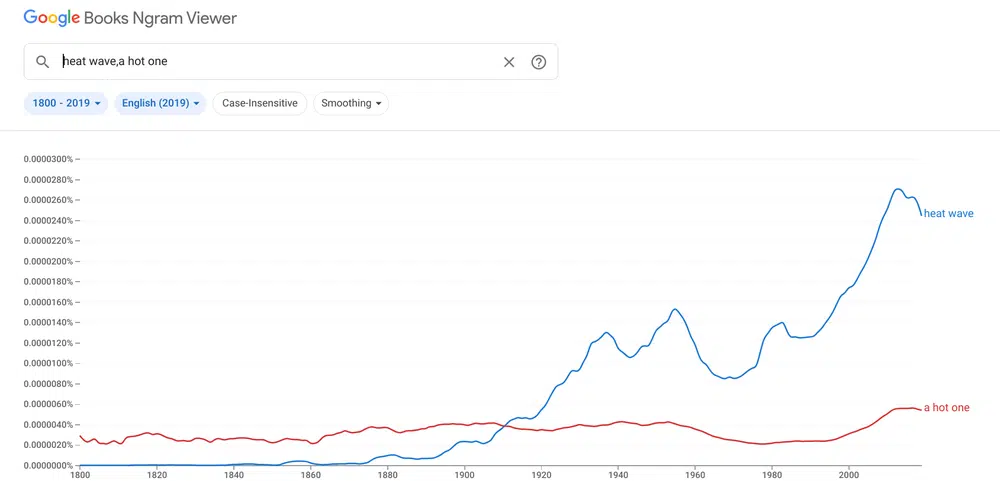 Google Books Ngram Viewer
heat wave,a hot one
1800 - 2019 English (2019) Case-Insensitive Smoothing
0.0000300%
0.0000280%
0.0000260%
0.0000240%
heat wave
0.0000220%
0.0000200%
0.0000180%
0.0000160%
0.0000140%
0.0000120%
0.0000100%
0.0000080%
0.0000060%
a hot one
0.0000040%
0.0000020%
0.0000000%
1800 1820 1840 1860 1880 1900 1920 1940 1960 1980 2000